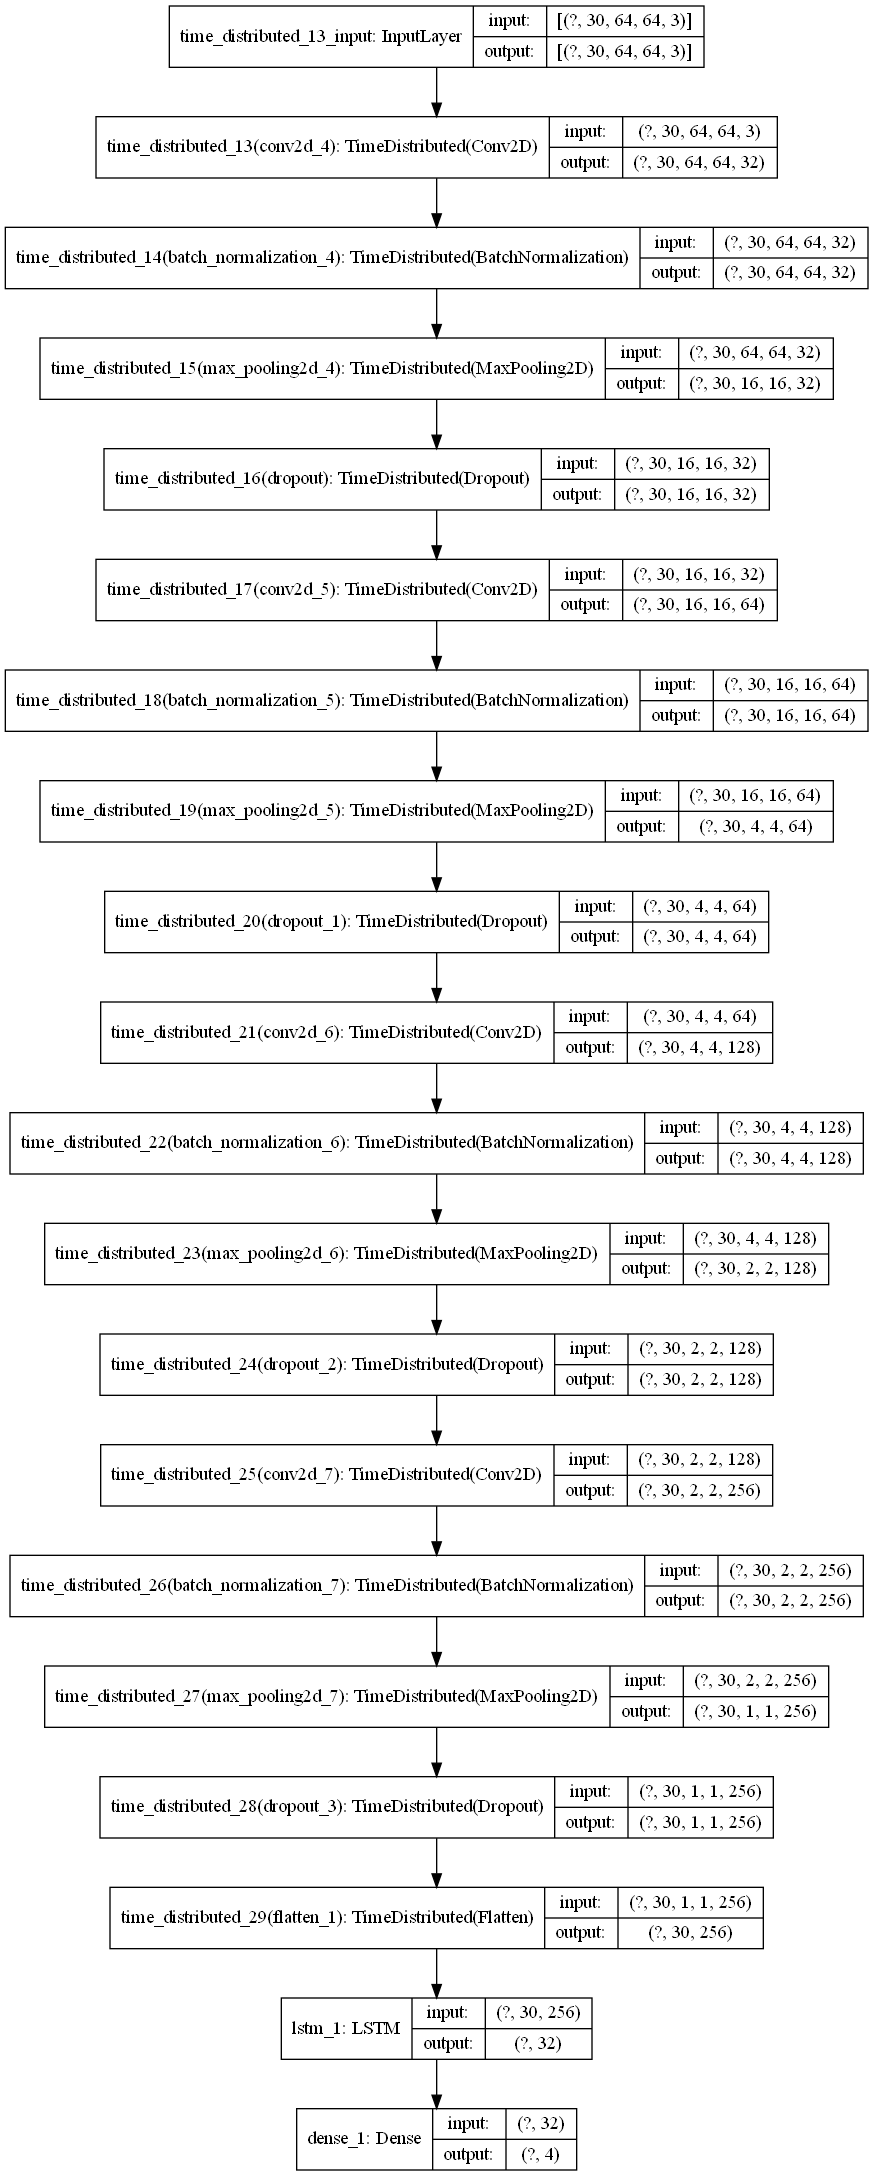 time_distributed_13_input: InputLayer
input: [(?, 30, 64, 64, 3)]
output: [(?, 30, 64, 64, 3)]
time_distributed_13(conv2d_4): TimeDistributed(Conv2D)
input: (?, 30, 64, 64, 3)
output: (?, 30, 64, 64, 32)
time_distributed_14(batch_normalization_4): TimeDistributed(BatchNormalization)
input: (?, 30, 64, 64, 32)
output: (?, 30, 64, 64, 32)
time_distributed_15(max_pooling2d_4): TimeDistributed(MaxPooling2D)
input: (?, 30, 64, 64, 32)
output: (?, 30, 16, 16, 32)
time_distributed_16(dropout): TimeDistributed(Dropout)
input: (?, 30, 16, 16, 32)
output: (?, 30, 16, 16, 32)
time_distributed_17(conv2d_5): TimeDistributed(Conv2D)
input: (?, 30, 16, 16, 32)
output: (?, 30, 16, 16, 64)
time_distributed_18(batch_normalization_5): TimeDistributed(BatchNormalization)
input: (?, 30, 16, 16, 64)
output: (?, 30, 16, 16, 64)
time_distributed_19(max_pooling2d_5): TimeDistributed(MaxPooling2D)
input: (?, 30, 16, 16, 64)
output: (?, 30, 4, 4, 64)
time_distributed_20(dropout_1): TimeDistributed(Dropout)
input: (?, 30, 4, 4, 64)
output: (?, 30, 4, 4, 64)
time_distributed_21(conv2d_6): TimeDistributed(Conv2D)
input: (?, 30, 4, 4, 64)
output: (?, 30, 4, 4, 128)
time_distributed_22(batch_normalization_6): TimeDistributed(BatchNormalization)
input: (?, 30, 4, 4, 128)
output: (?, 30, 4, 4, 128)
time_distributed_23(max_pooling2d_6): TimeDistributed(MaxPooling2D)
input: (?, 30, 4, 4, 128)
output: (?, 30, 2, 2, 128)
time_distributed_24(dropout_2): TimeDistributed(Dropout)
input: (?, 30, 2, 2, 128)
output: (?, 30, 2, 2, 128)
time_distributed_25(conv2d_7): TimeDistributed(Conv2D)
input: (?, 30, 2, 2, 128)
output: (?, 30, 2, 2, 256)
time_distributed_26(batch_normalization_7): TimeDistributed(BatchNormalization)
input: (?, 30, 2, 2, 256)
output: (?, 30, 2, 2, 256)
time_distributed_27(max_pooling2d_7): TimeDistributed(MaxPooling2D)
input: (?, 30, 2, 2, 256)
output: (?, 30, 1, 1, 256)
time_distributed_28(dropout_3): TimeDistributed(Dropout)
input: (?, 30, 1, 1, 256)
output: (?, 30, 1, 1, 256)
time_distributed_29(flatten_1): TimeDistributed(Flatten)
input: (?, 30, 1, 1, 256)
output: (?, 30, 256)
lstm_1: LSTM
input: (?, 30, 256)
output: (?, 32)
dense_1: Dense
input: (?, 32)
output: (?, 4)